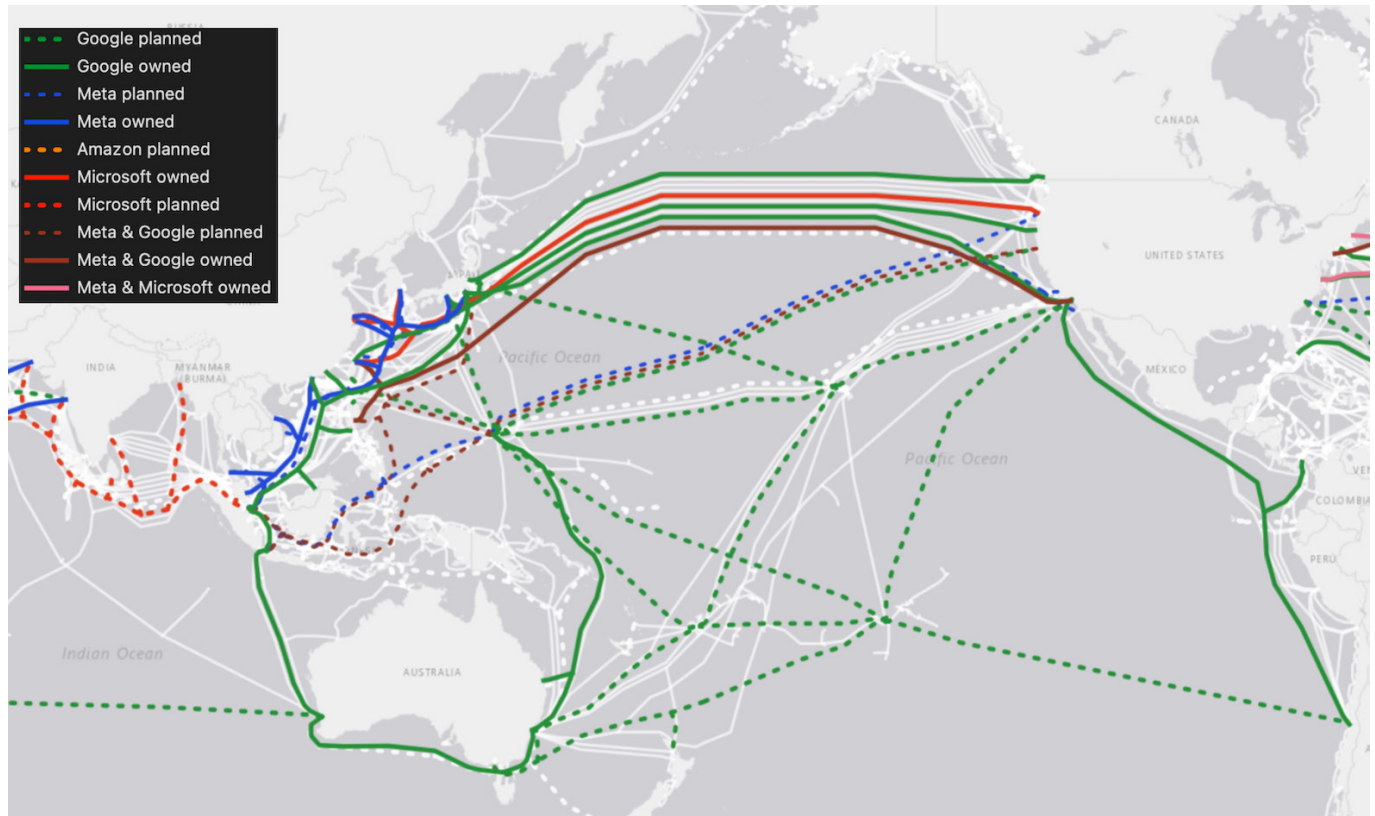 RUSSIA
Google planned
Google owned
Meta planned
Meta owned
Amazon planned
Microsoft owned
Microsoft planned
Meta & Google planned
Meta & Google owned
Meta & Microsoft owned
CANADA
UNITED STATES
INDIA
MYANMAR
(BURMA)
Pacific Ocean
MÉXICO
Pacific Ocean
COLOMBIA
PERÚ
Indian Ocean
AUSTRALIA